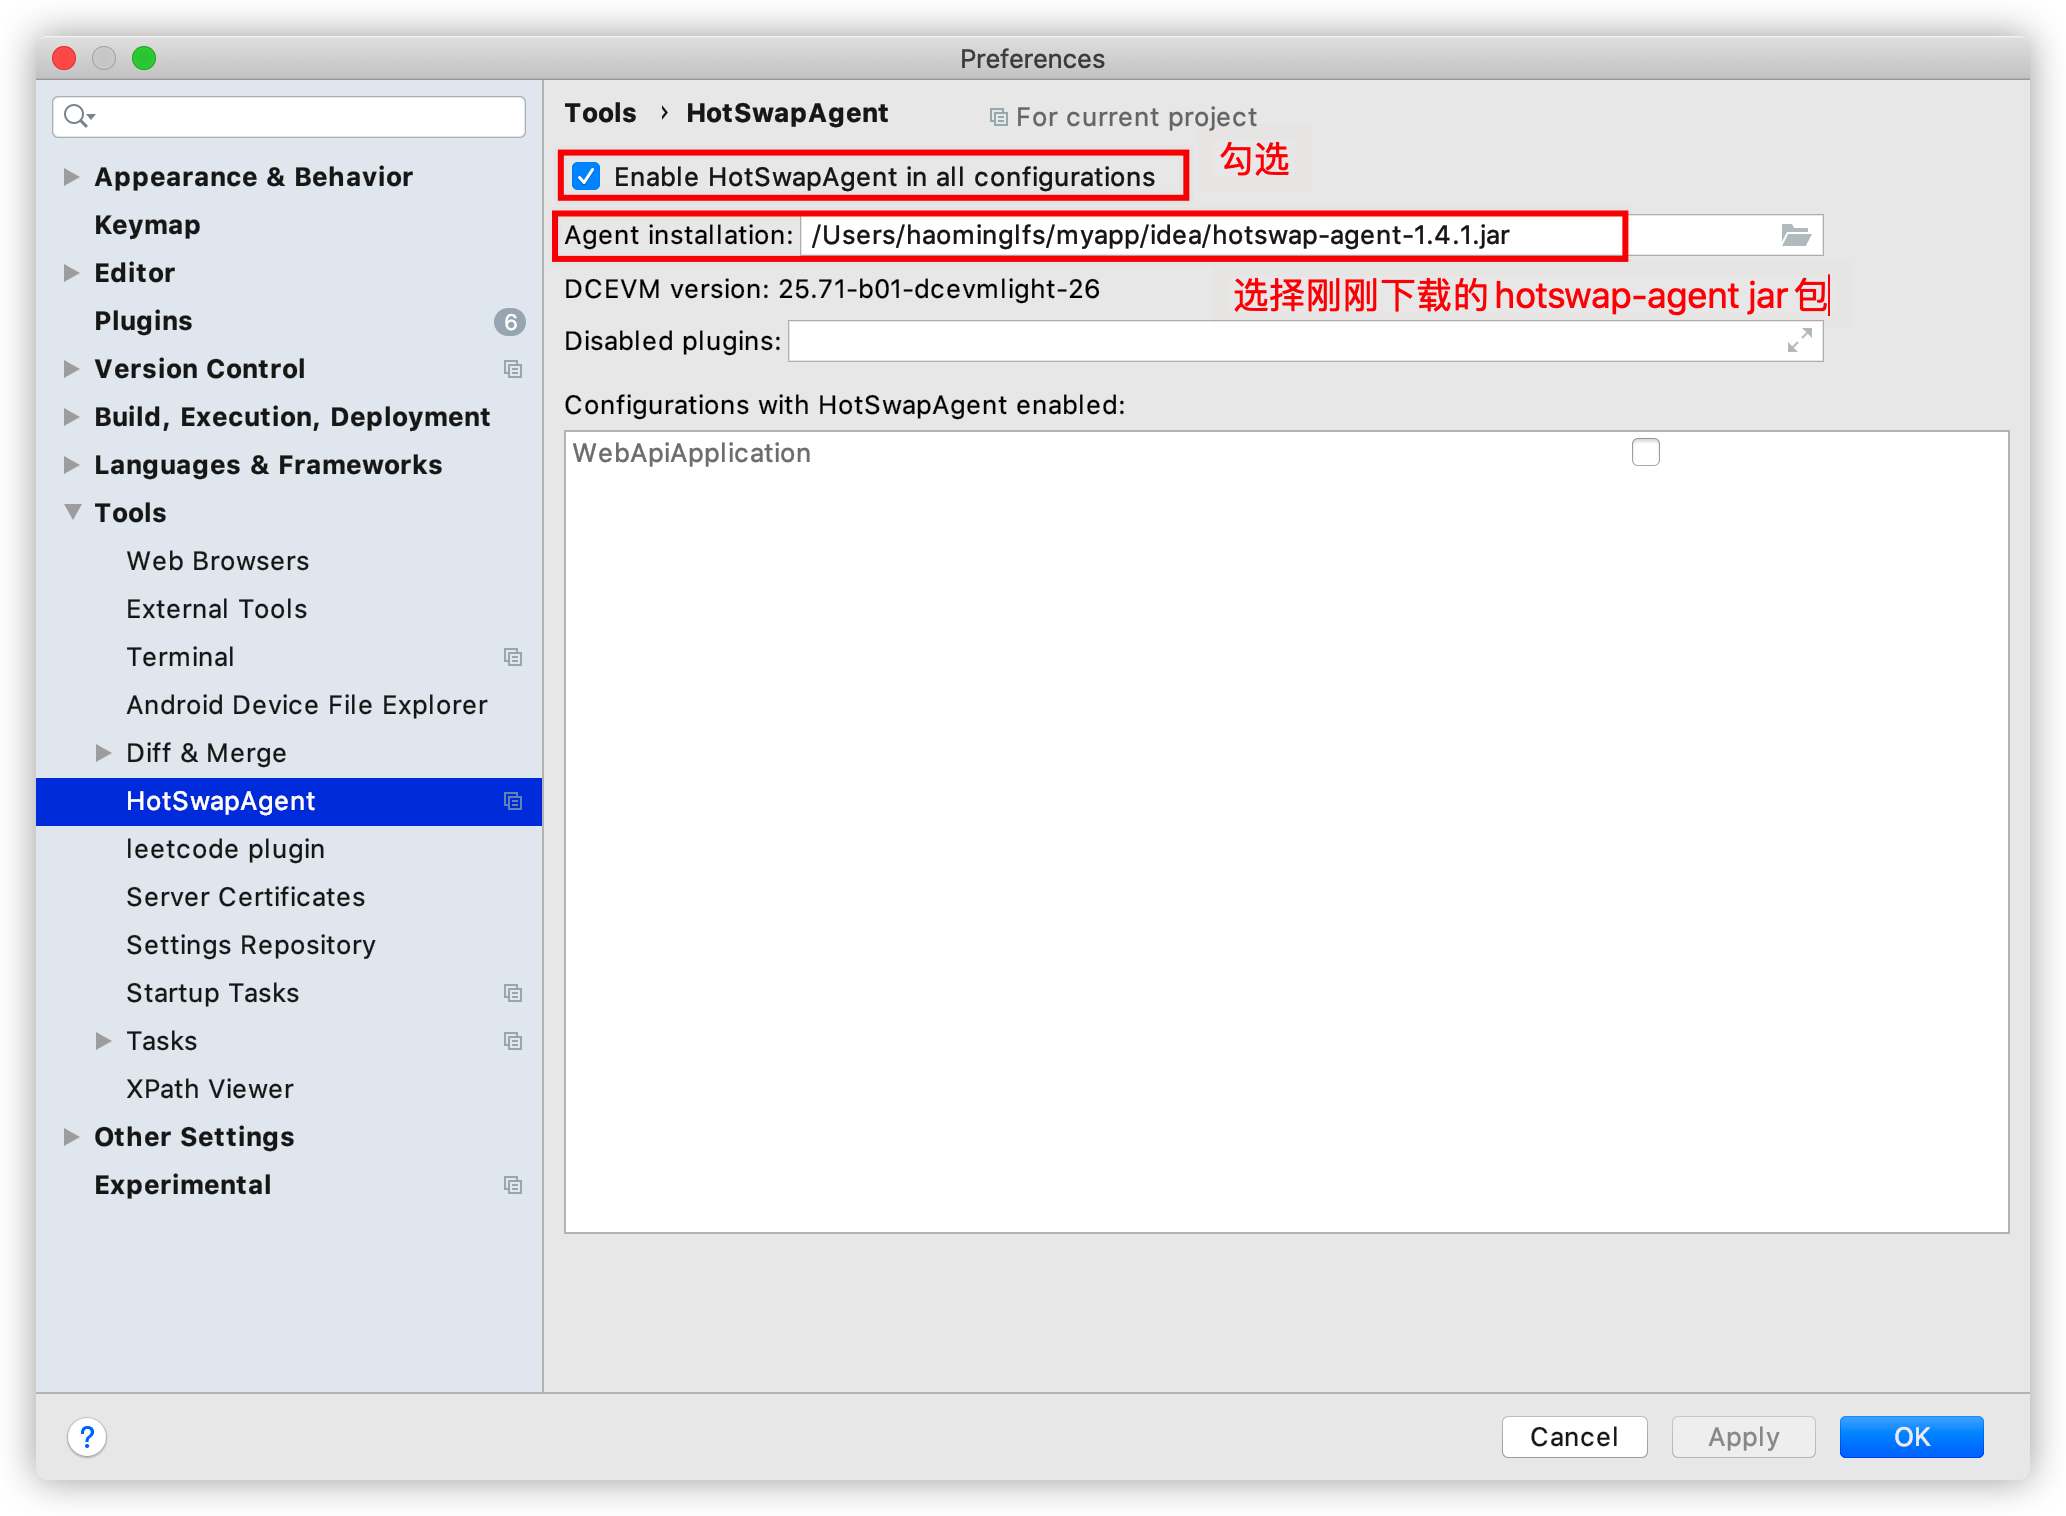 Preferences
Appearance & Behavior
Keymap
Editor
Plugins 6
Version Control
Build, Execution, Deployment
Languages & Frameworks
Tools
Web Browsers
External Tools
Terminal
Android Device File Explorer
Diff & Merge
HotSwapAgent
leetcode plugin
Server Certificates
Settings Repository
Startup Tasks
Tasks
XPath Viewer
Other Settings
Experimental
Tools › HotSwapAgent For current project
Enable HotSwapAgent in all configurations 勾选
Agent installation: /Users/haominglfs/myapp/idea/hotswap-agent-1.4.1.jar
DCEVM version: 25.71-b01-dcevmlight-26 选择刚刚下载的 hotswap-agent jar 包
Disabled plugins:
Configurations with HotSwapAgent enabled:
WebApiApplication
? Cancel Apply OK